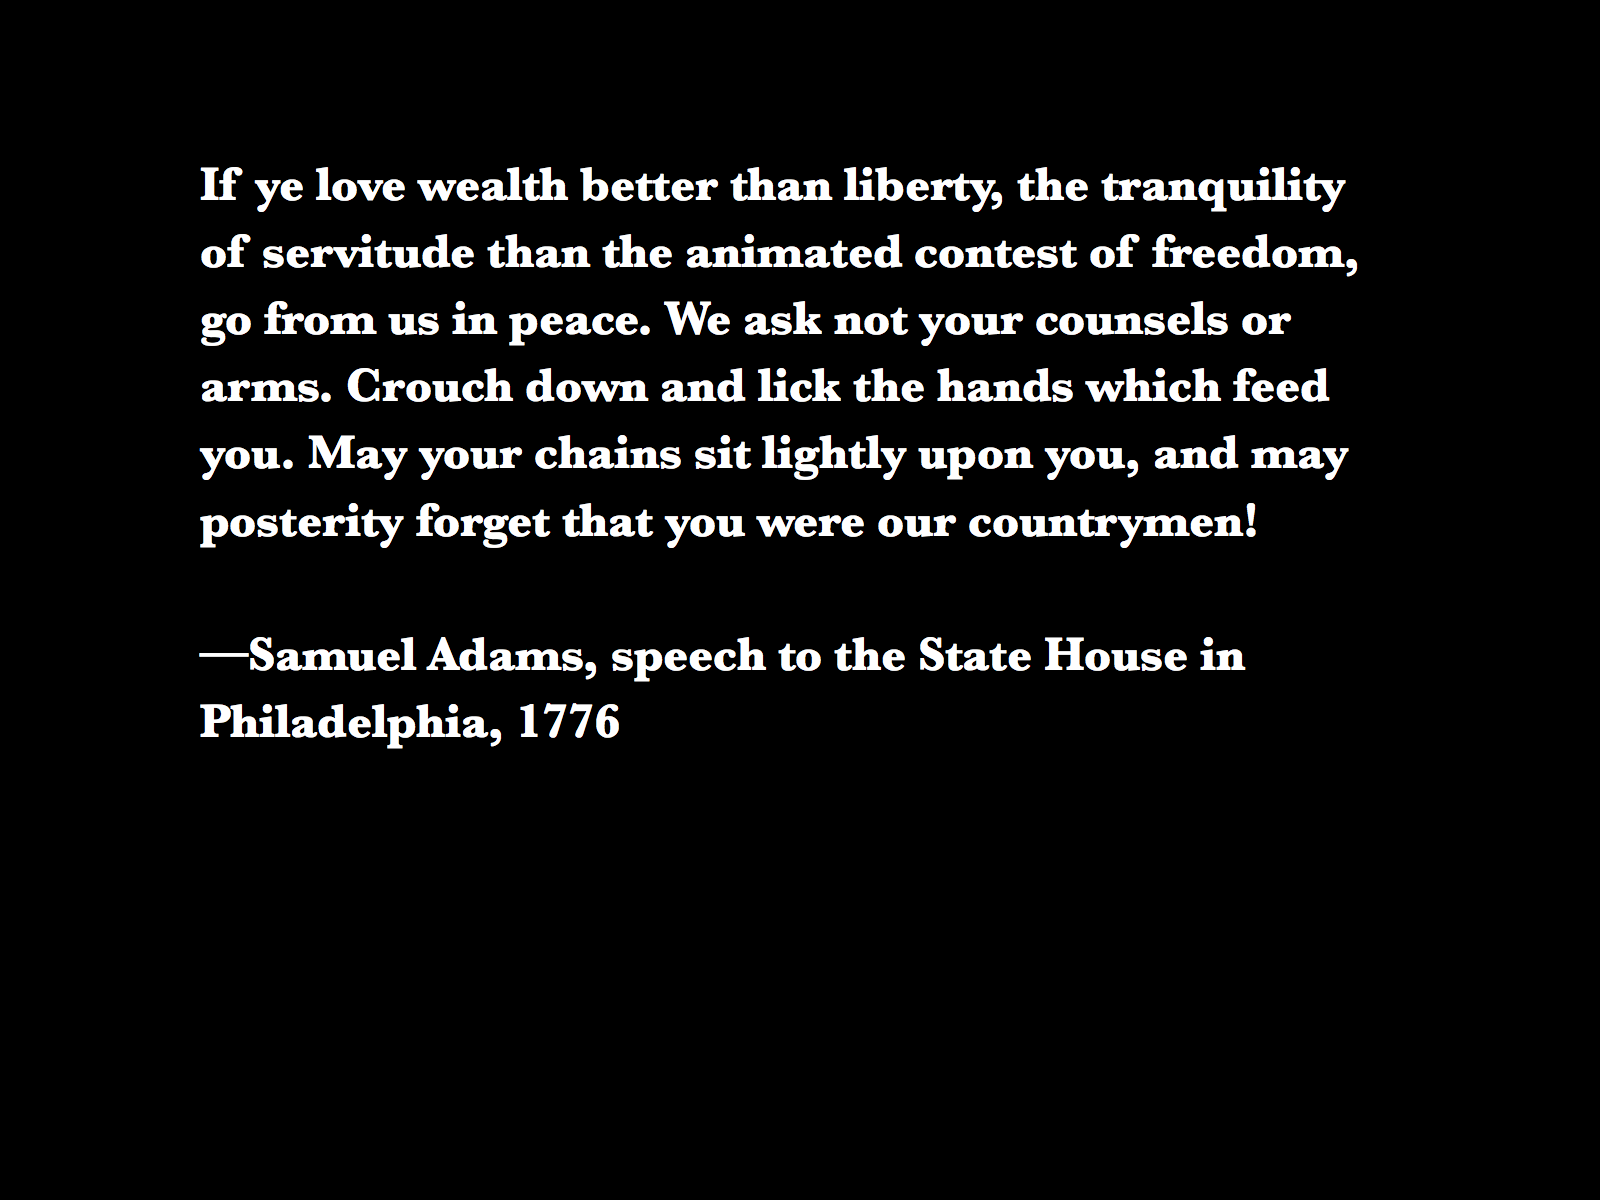 If ye love wealth better than liberty, the tranquility
of servitude than the animated contest of freedom,
go from us in peace. We ask not your counsels or
arms. Crouch down and lick the hands which feed
you. May your chains sit lightly upon you, and may
posterity forget that you were our countrymen!
—Samuel Adams, speech to the State House in
Philadelphia, 1776